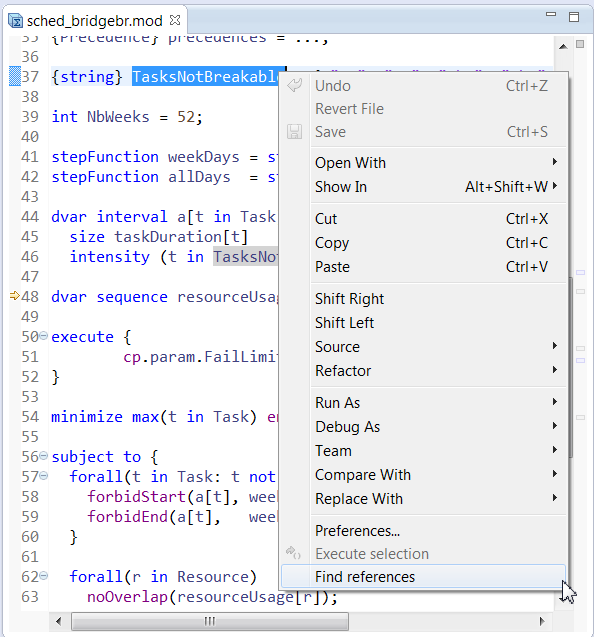 sched_bridgebr.mod
35 {Precedence} precedences = ...;
36
37 {string} TasksNotBreakable
38
39 int NbWeeks = 52;
40
41 stepFunction weekDays = s
42 stepFunction allDays = s
43
44 dvar interval a[t in Task
45 size taskDuration[t]
46 intensity (t in TasksNo
47
48 dvar sequence resourceUsag
49
50 execute {
51 cp.param.FailLimi
52 }
53
54 minimize max(t in Task) e
55
56 subject to {
57 forall(t in Task: t not
58 forbidStart(a[t], wee
59 forbidEnd(a[t], wee
60 }
61
62 forall(r in Resource)
63 noOverlap(resourceUsage[r]);
Undo Ctrl+Z
Revert File
Save Ctrl+S
Open With
Show In Alt+Shift+W
Cut Ctrl+X
Copy Ctrl+C
Paste Ctrl+V
Shift Right
Shift Left
Source
Refactor
Run As
Debug As
Team
Compare With
Replace With
Preferences...
Execute selection
Find references